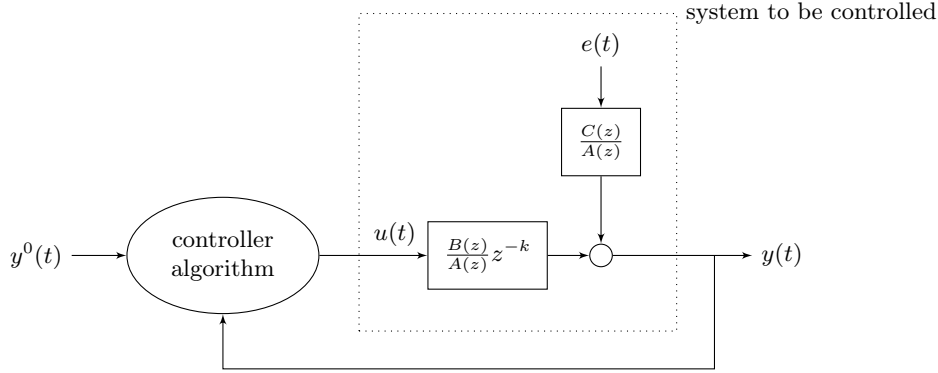 system to be controlled
e(t)
C(z)
A(z)
y⁰(t)
controller
algorithm
u(t)
B(z)
A(z)
z⁻ᵏ
y(t)